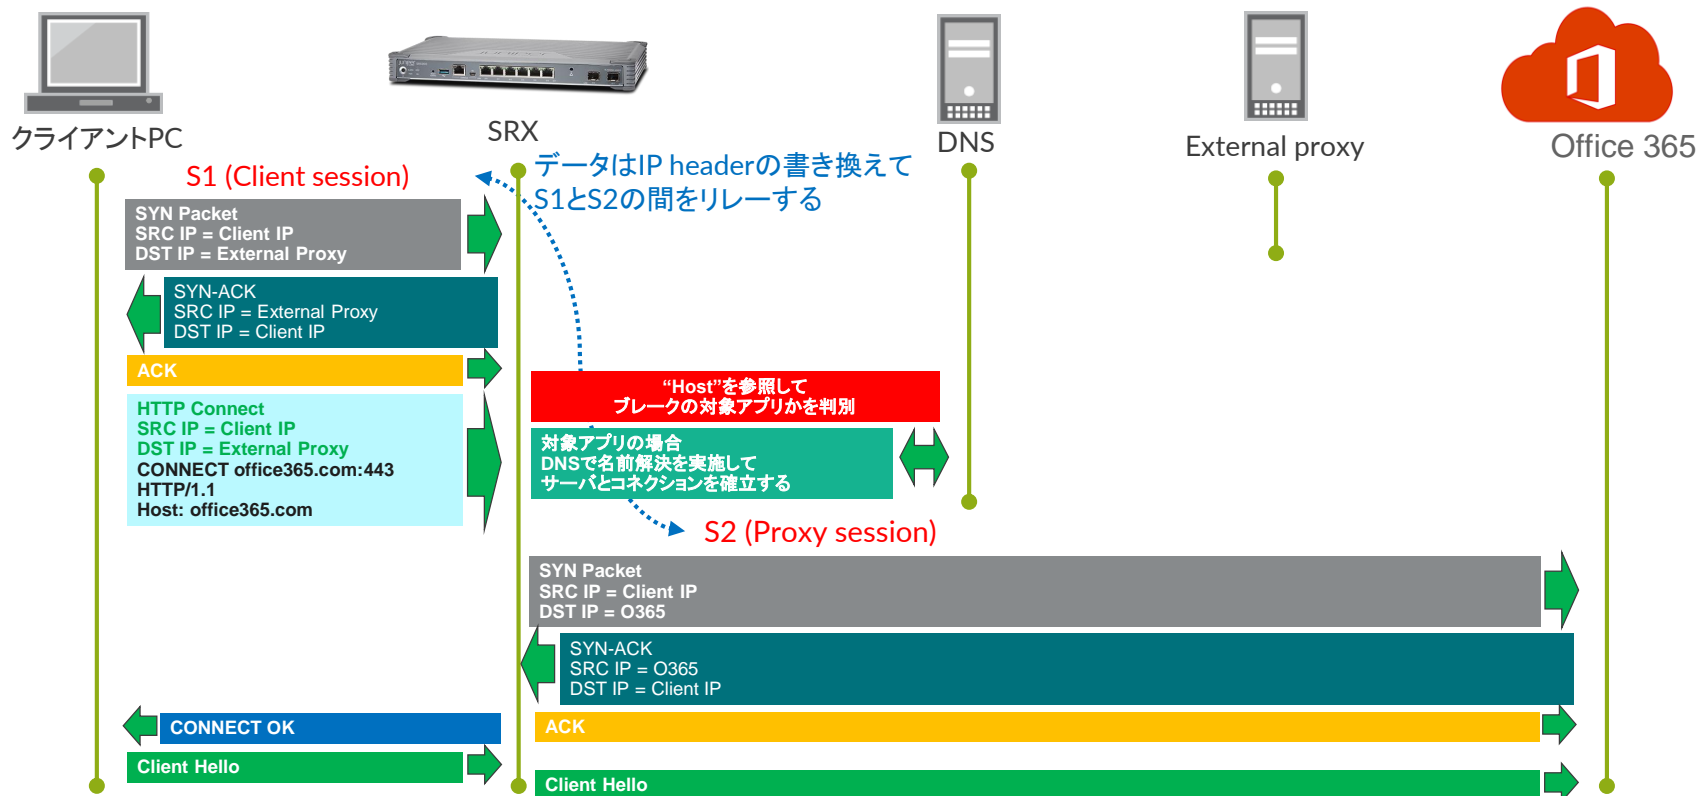 クライアントPC
SRX
DNS
External proxy
Office 365
S1 (Client session)
データはIP headerの書き換えて
S1とS2の間をリレーする
SYN Packet
SRC IP = Client IP
DST IP = External Proxy
SYN-ACK
SRC IP = External Proxy
DST IP = Client IP
ACK
HTTP Connect
SRC IP = Client IP
DST IP = External Proxy
CONNECT office365.com:443
HTTP/1.1
Host: office365.com
“Host”を参照して
ブレークの対象アプリかを判別
対象アプリの場合
DNSで名前解決を実施して
サーバとコネクションを確立する
S2 (Proxy session)
SYN Packet
SRC IP = Client IP
DST IP = O365
SYN-ACK
SRC IP = O365
DST IP = Client IP
CONNECT OK
ACK
Client Hello
Client Hello